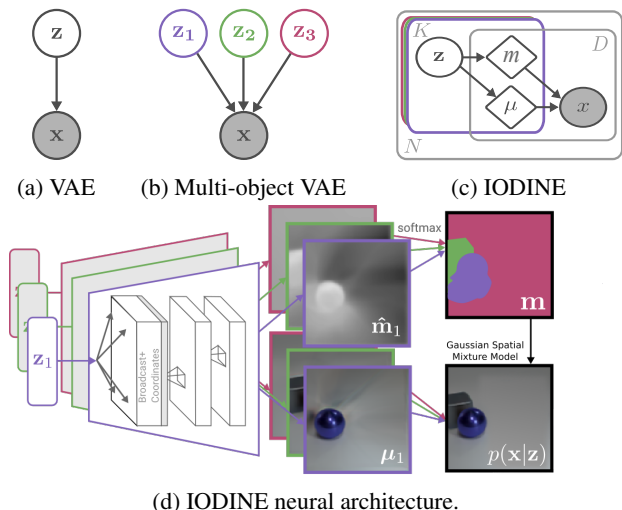 z
x
(a) VAE
z₁ z₂ z₃
x
(b) Multi-object VAE
K
D
z
m
μ
x
N
(c) IODINE
z₁
Broadcast+
Coordinates
softmax
m̂₁
m
Gaussian Spatial
Mixture Model
μ₁
p(x|z)
(d) IODINE neural architecture.